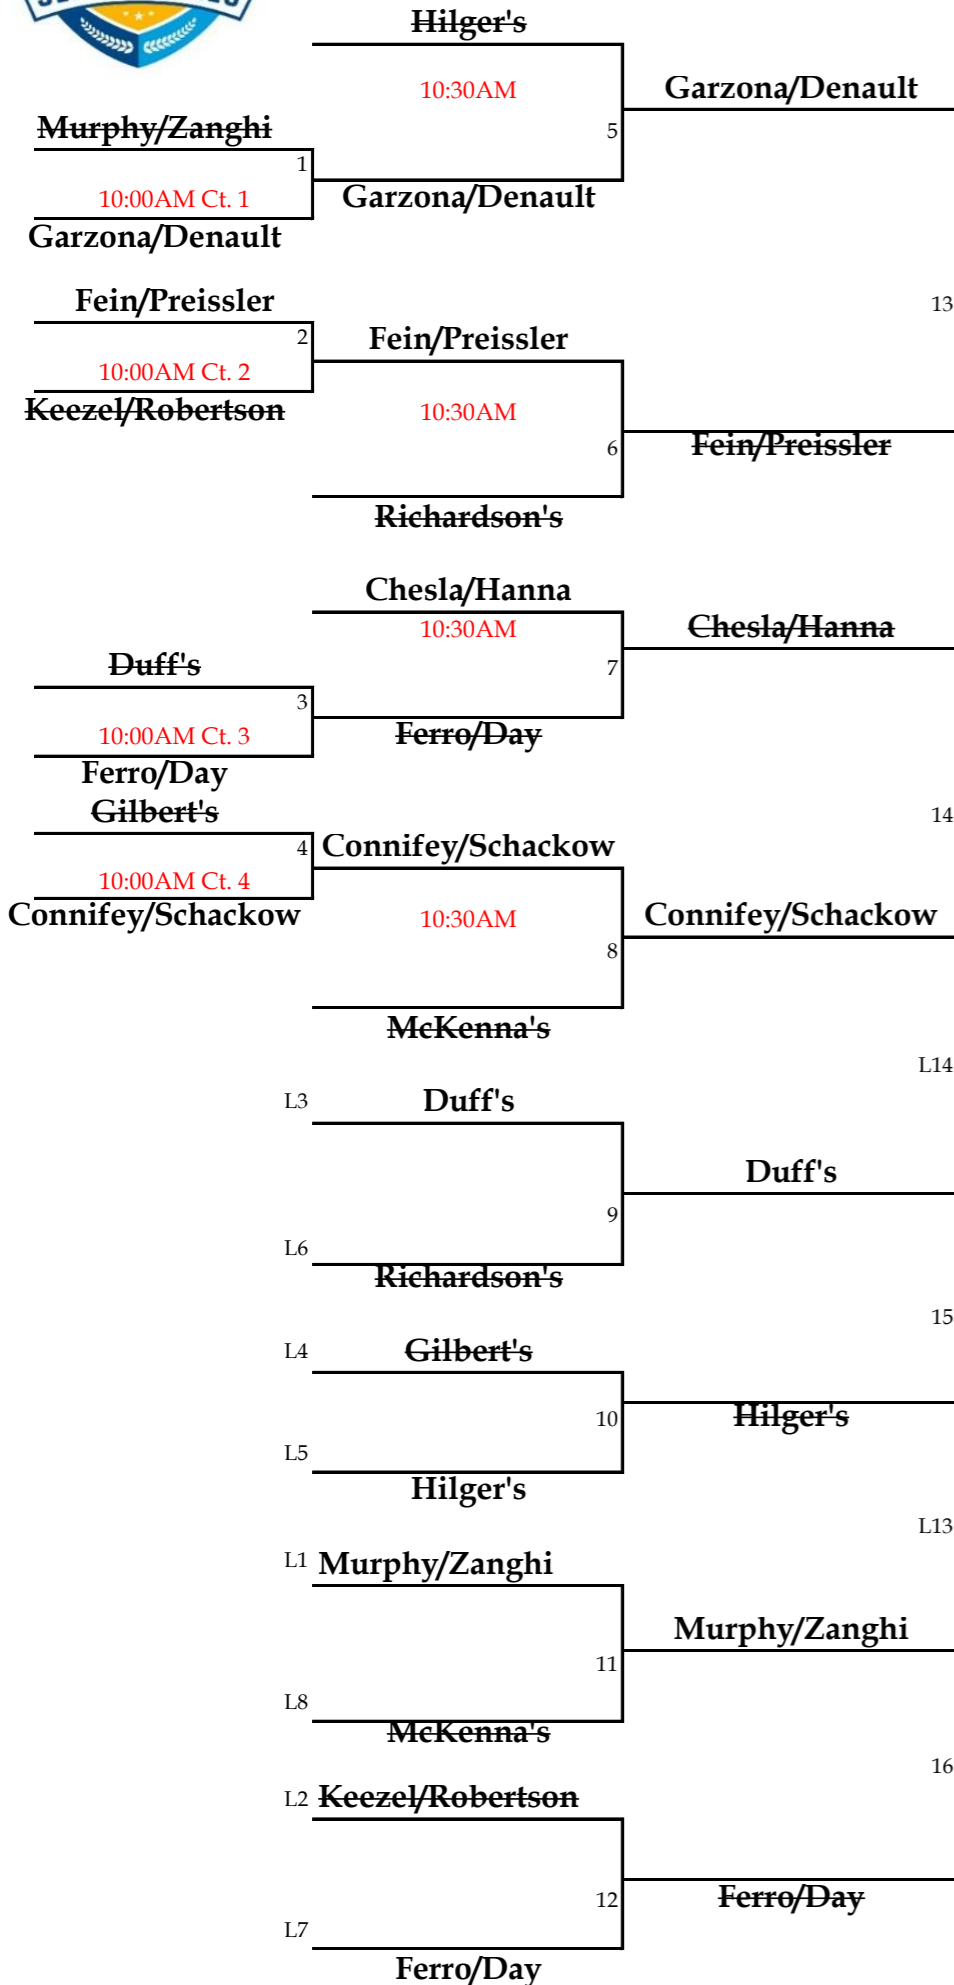 Hilger's
10:30AM
Garzona/Denault
5
Murphy/Zanghi
1
10:00AM Ct. 1
Garzona/Denault
Garzona/Denault
Fein/Preissler
13
2
Fein/Preissler
10:00AM Ct. 2
Keezel/Robertson
10:30AM
6
Fein/Preissler
Richardson's
Chesla/Hanna
10:30AM
Chesla/Hanna
Duff's
7
3
10:00AM Ct. 3
Ferro/Day
Ferro/Day
Gilbert's
14
4
Connifey/Schackow
10:00AM Ct. 4
Connifey/Schackow
10:30AM
Connifey/Schackow
8
McKenna's
L14
L3
Duff's
Duff's
9
L6
Richardson's
15
L4
Gilbert's
10
Hilger's
L5
Hilger's
L13
L1
Murphy/Zanghi
Murphy/Zanghi
11
L8
McKenna's
16
L2
Keezel/Robertson
12
Ferro/Day
L7
Ferro/Day